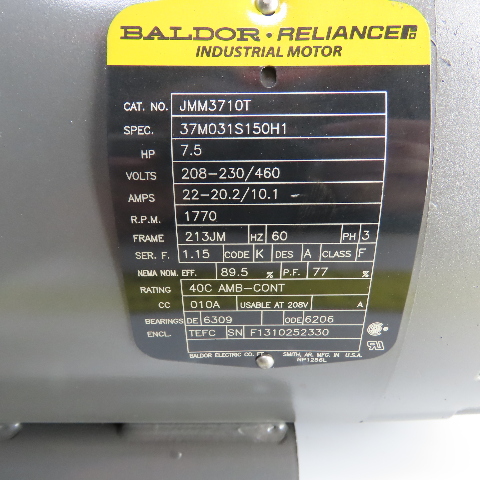 BALDOR • RELIANCER
INDUSTRIAL MOTOR
CAT. NO. JMM3710T
SPEC. 37M031S150H1
HP 7.5
VOLTS 208-230/460
AMPS 22-20.2/10.1
R.P.M. 1770
FRAME 213JM HZ 60 PH 3
SER. F. 1.15 CODE K DES A CLASS F
NEMA NOM. EFF. 89.5 % P.F. 77 %
RATING 40C AMB-CONT
CC 010A USABLE AT 208V A
BEARINGS DE 6309 ODE 6206
ENCL. TEFC SN F1310252330
BALDOR ELECTRIC CO. FT. SMITH, AR. MFG. IN U.S.A.
NP1256L